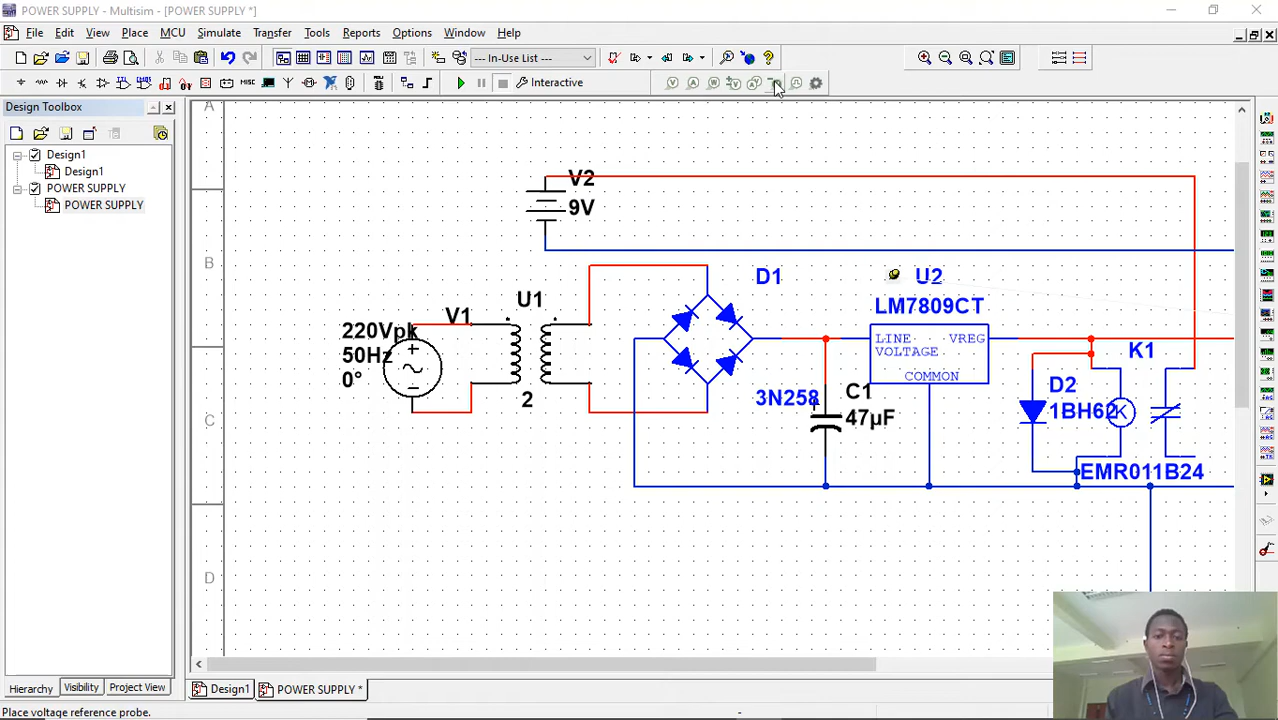 POWER SUPPLY - Multisim - [POWER SUPPLY *]
File Edit View Place MCU Simulate Transfer Tools Reports Options Window Help
--- In-Use List ---
Interactive
Design Toolbox
Design1
Design1
POWER SUPPLY
POWER SUPPLY
A
B
C
D
V2
9V
D1
U2
LM7809CT
U1
V1
220Vpk
50Hz
0°
LINE VREG
VOLTAGE
COMMON
K1
2
3N258
C1
47µF
D2
1BH62
K
EMR011B24
Hierarchy Visibility Project View
Design1 POWER SUPPLY *
Place voltage reference probe.